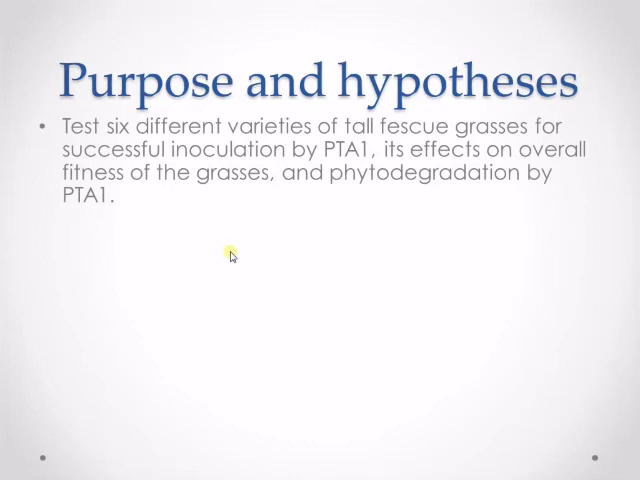 Purpose and hypotheses
• Test six different varieties of tall fescue grasses for
successful inoculation by PTA1, its effects on overall
fitness of the grasses, and phytodegradation by
PTA1.